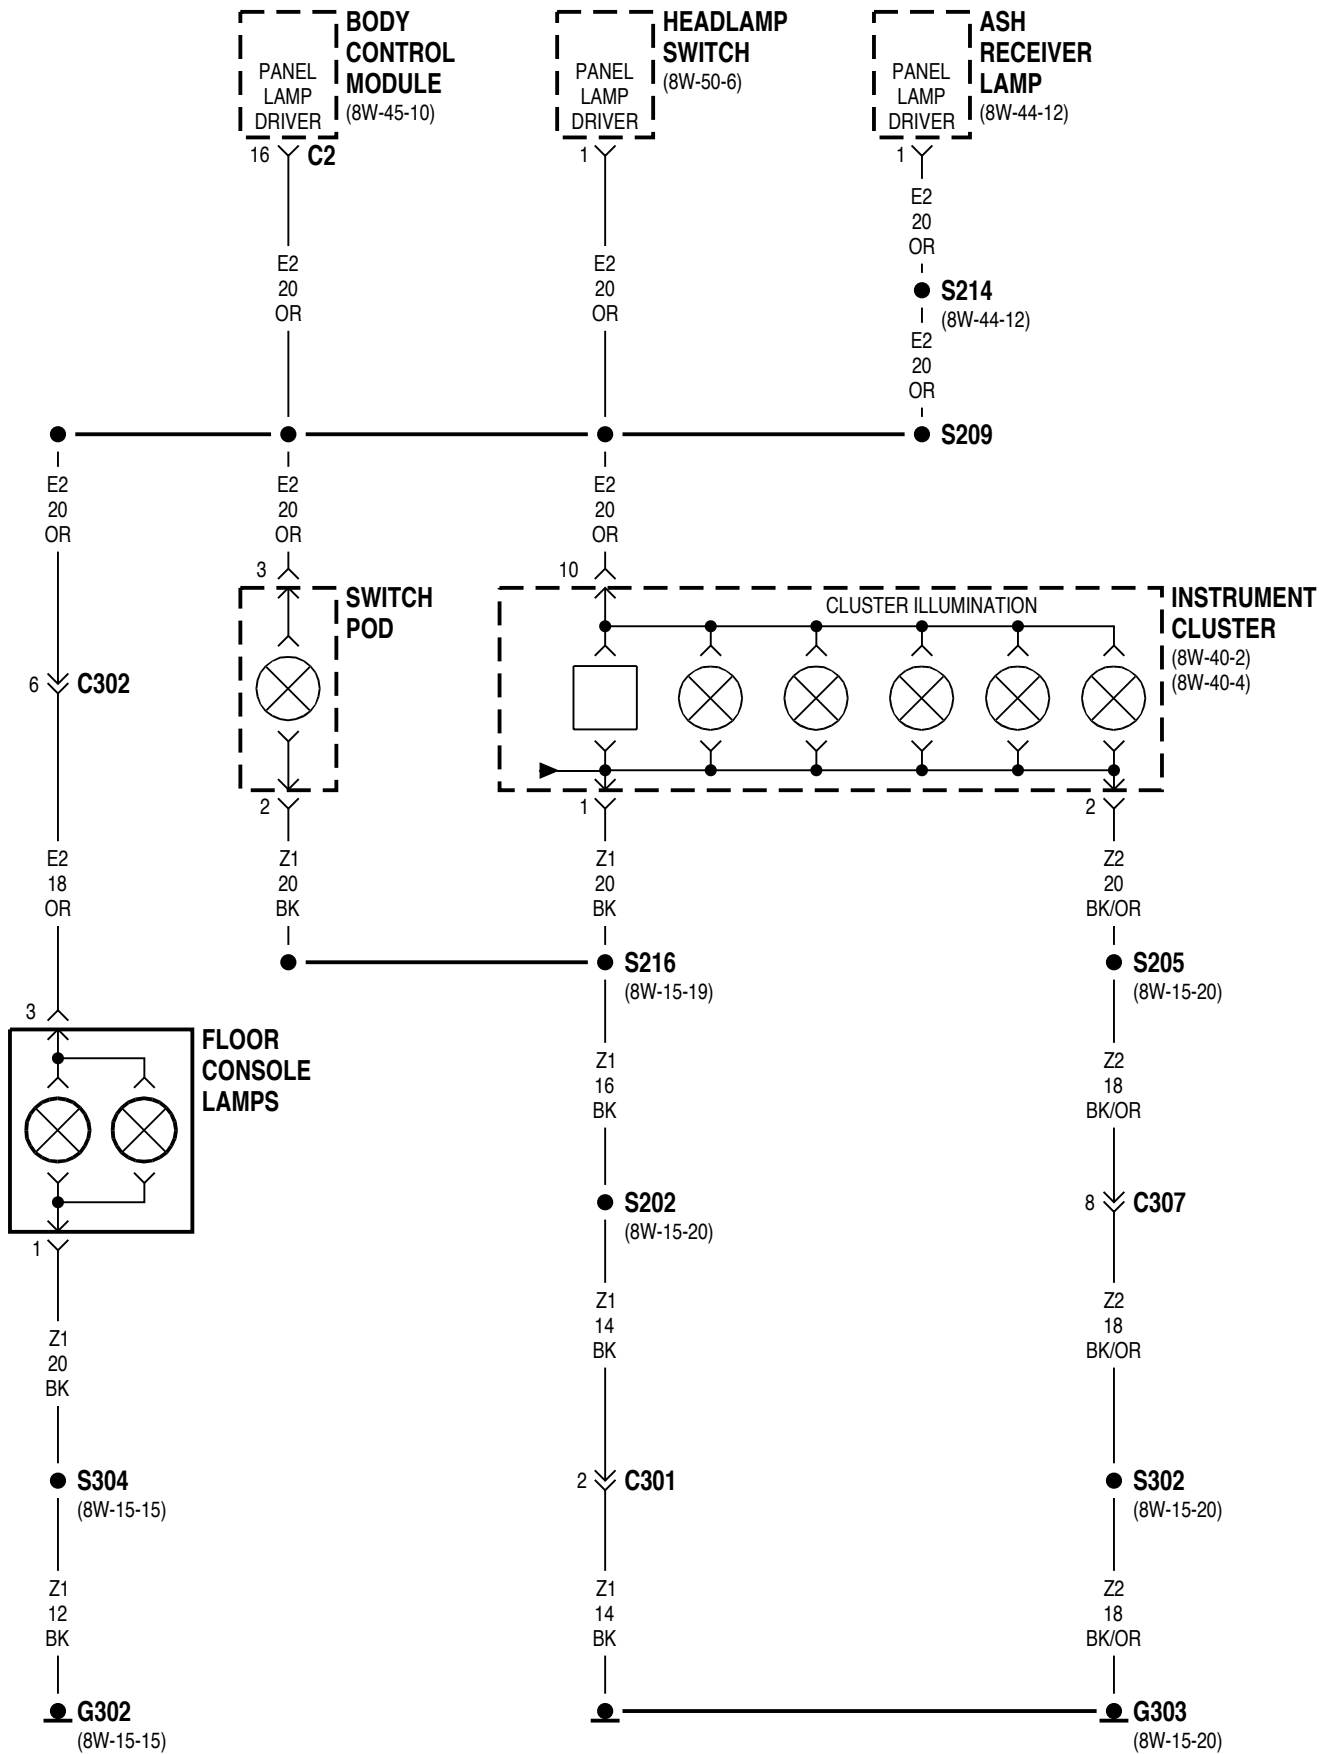 BODY
CONTROL
MODULE
(8W-45-10)
PANEL
LAMP
DRIVER
16
C2
HEADLAMP
SWITCH
(8W-50-6)
PANEL
LAMP
DRIVER
1
ASH
RECEIVER
LAMP
(8W-44-12)
PANEL
LAMP
DRIVER
1
E2
20
OR
E2
20
OR
E2
20
OR
S214
(8W-44-12)
E2
20
OR
S209
E2
20
OR
E2
20
OR
E2
20
OR
3
SWITCH
POD
10
CLUSTER ILLUMINATION
INSTRUMENT
CLUSTER
(8W-40-2)
(8W-40-4)
6
C302
2
1
2
E2
18
OR
Z1
20
BK
Z1
20
BK
Z2
20
BK/OR
S216
(8W-15-19)
S205
(8W-15-20)
3
FLOOR
CONSOLE
LAMPS
1
Z1
16
BK
Z2
18
BK/OR
S202
(8W-15-20)
8
C307
Z1
20
BK
Z1
14
BK
Z2
18
BK/OR
S304
(8W-15-15)
2
C301
S302
(8W-15-20)
Z1
12
BK
Z1
14
BK
Z2
18
BK/OR
G302
(8W-15-15)
G303
(8W-15-20)